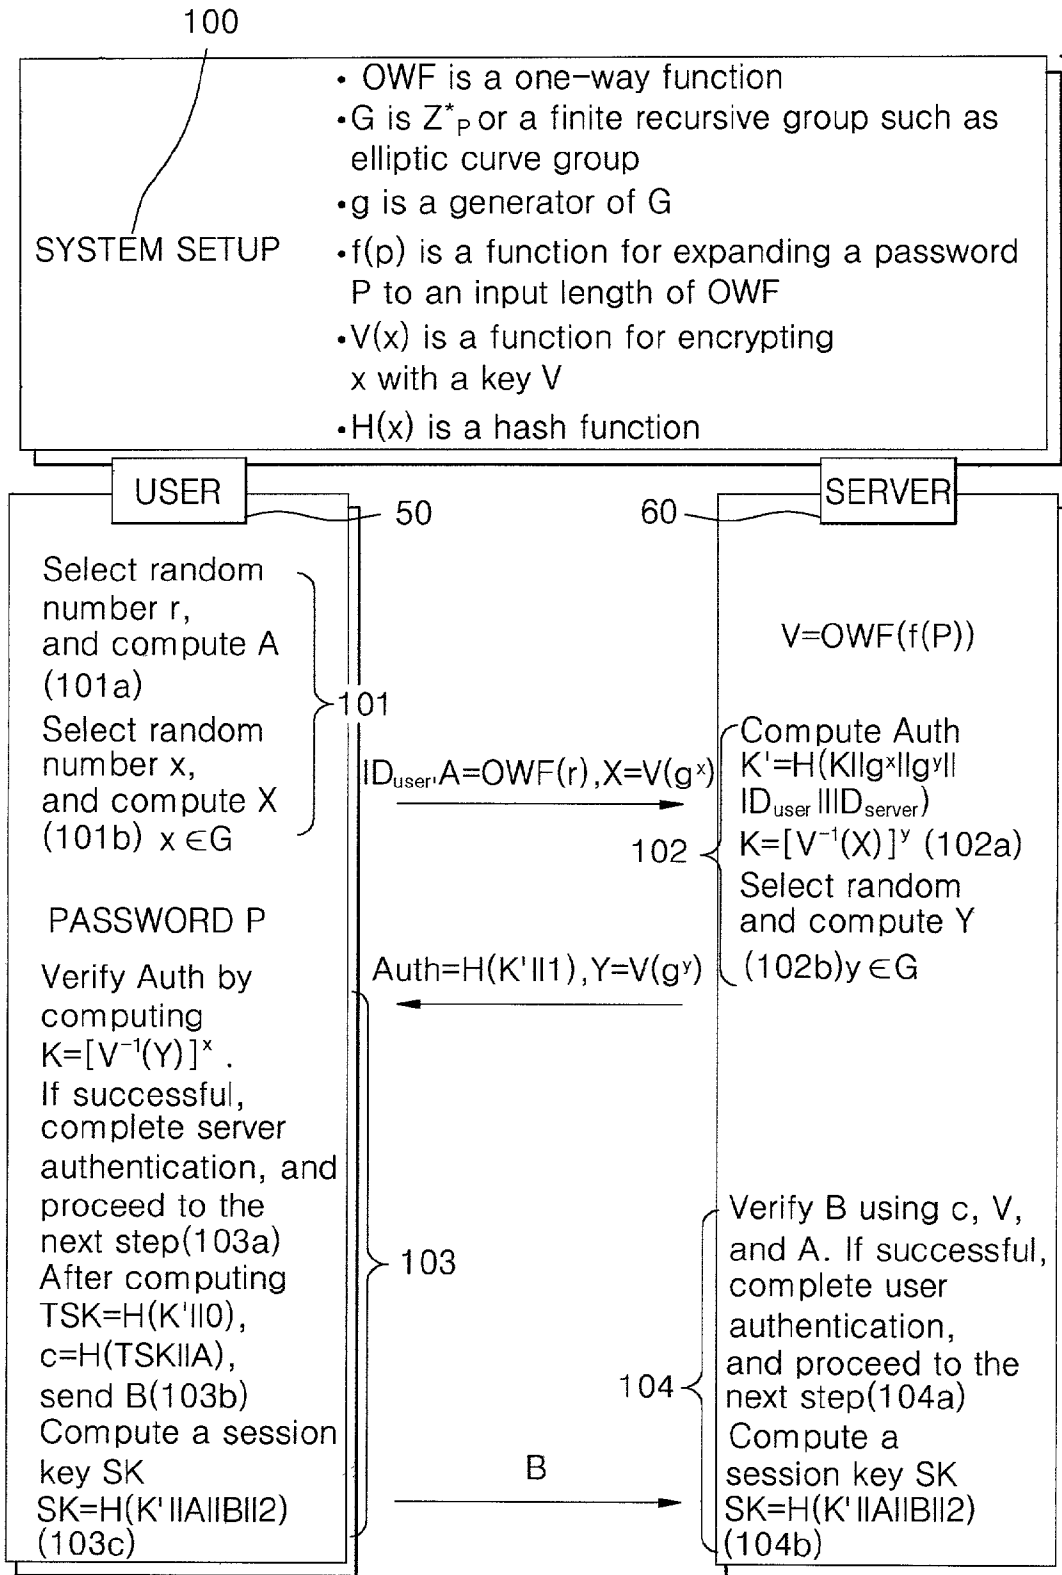 100
• OWF is a one-way function
•G is Z*P or a finite recursive group such as
elliptic curve group
•g is a generator of G
SYSTEM SETUP
•f(p) is a function for expanding a password
P to an input length of OWF
•V(x) is a function for encrypting
x with a key V
•H(x) is a hash function
USER
50
Select random
number r,
and compute A
(101a)
Select random
number x,
and compute X
(101b) x∈G
101
PASSWORD P
Verify Auth by
computing
K=[V⁻¹(Y)]ˣ .
If successful,
complete server
authentication, and
proceed to the
next step(103a)
After computing
TSK=H(K'||0),
c=H(TSK||A),
send B(103b)
Compute a session
key SK
SK=H(K'||A||B||2)
(103c)
103
IDuser,A=OWF(r),X=V(gˣ)
Auth=H(K'||1),Y=V(gʸ)
B
60
SERVER
V=OWF(f(P))
Compute Auth
K'=H(K||gˣ||gʸ||
IDuser||IDserver)
K=[V⁻¹(X)]ʸ (102a)
Select random
and compute Y
(102b)y∈G
102
Verify B using c, V,
and A. If successful,
complete user
authentication,
and proceed to the
next step(104a)
Compute a
session key SK
SK=H(K'||A||B||2)
(104b)
104